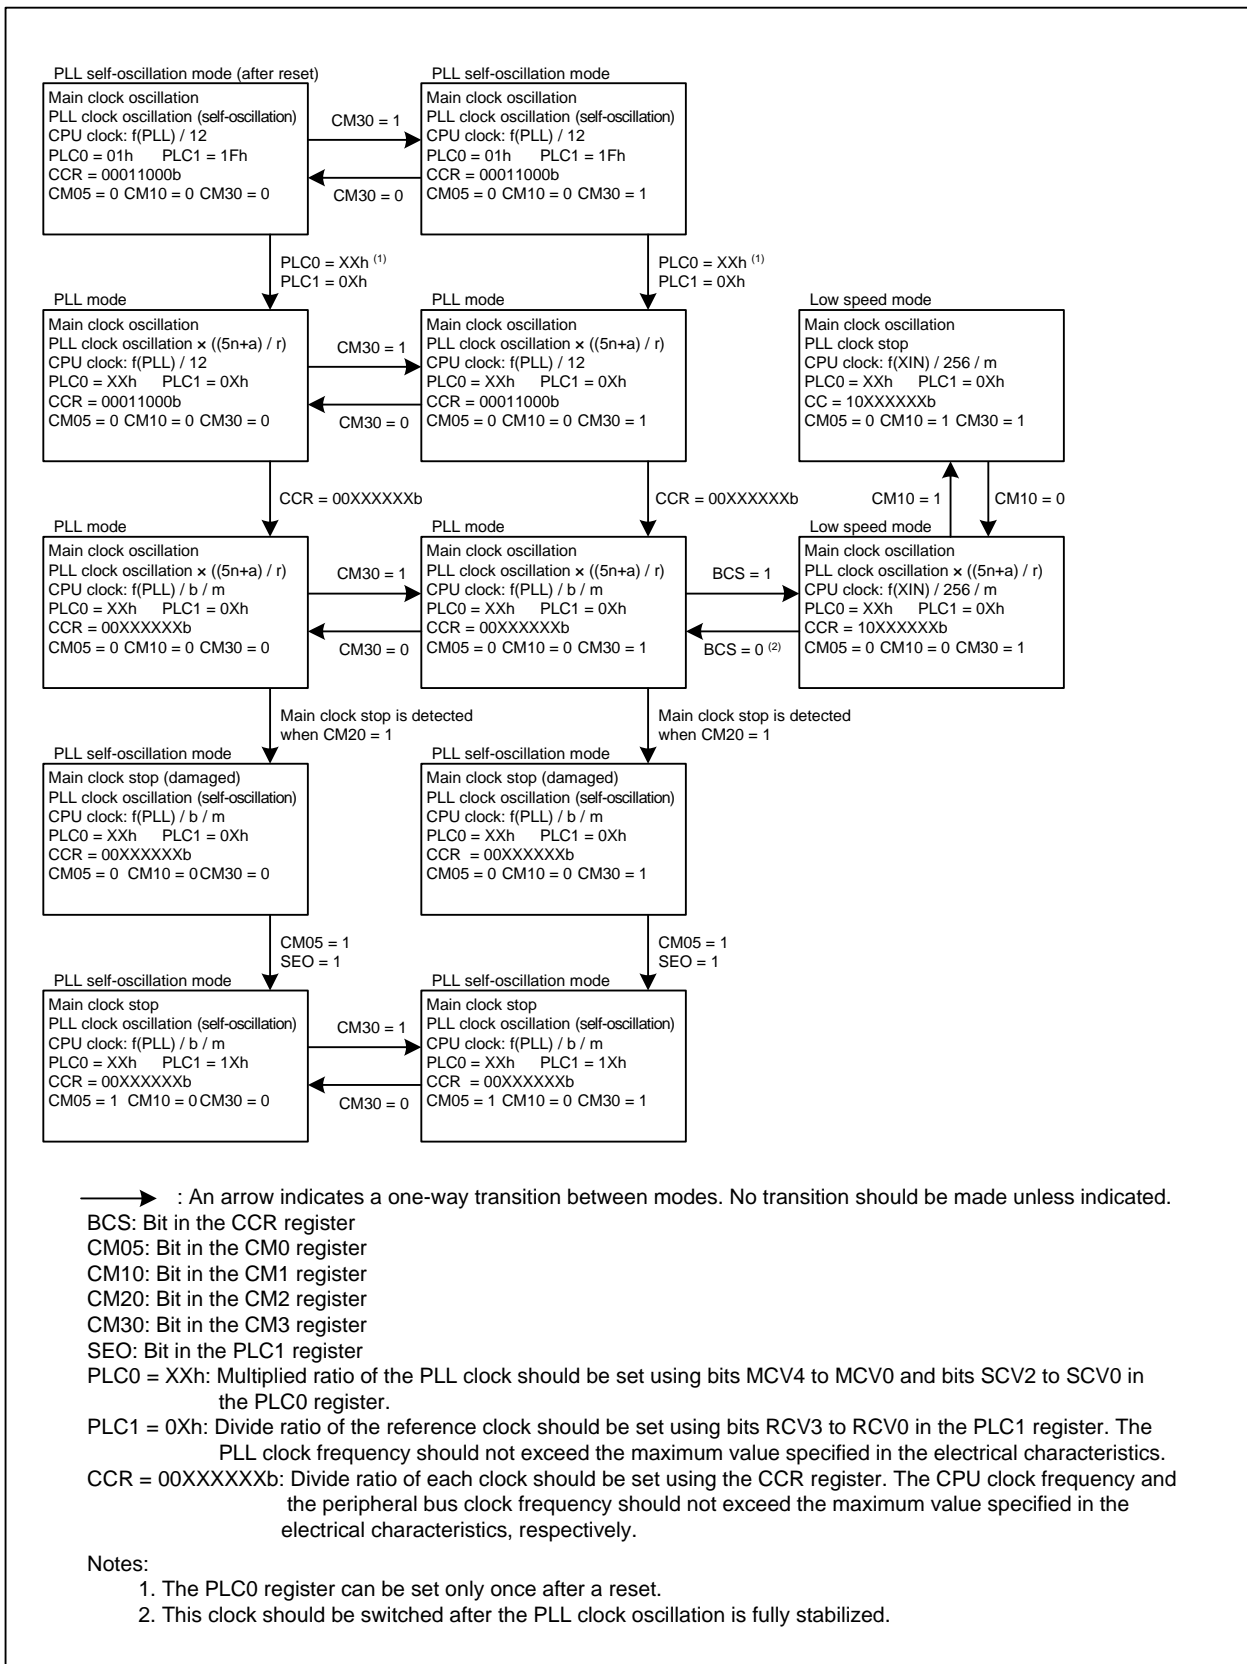 PLL self-oscillation mode (after reset)
Main clock oscillation
PLL clock oscillation (self-oscillation)
CPU clock: f(PLL) / 12
PLC0 = 01h PLC1 = 1Fh
CCR = 00011000b
CM05 = 0 CM10 = 0 CM30 = 0
CM30 = 1
CM30 = 0
PLL self-oscillation mode
Main clock oscillation
PLL clock oscillation (self-oscillation)
CPU clock: f(PLL) / 12
PLC0 = 01h PLC1 = 1Fh
CCR = 00011000b
CM05 = 0 CM10 = 0 CM30 = 1
PLC0 = XXh (1)
PLC1 = 0Xh
PLC0 = XXh (1)
PLC1 = 0Xh
PLL mode
Main clock oscillation
PLL clock oscillation × ((5n+a) / r)
CPU clock: f(PLL) / 12
PLC0 = XXh PLC1 = 0Xh
CCR = 00011000b
CM05 = 0 CM10 = 0 CM30 = 0
CM30 = 1
CM30 = 0
PLL mode
Main clock oscillation
PLL clock oscillation × ((5n+a) / r)
CPU clock: f(PLL) / 12
PLC0 = XXh PLC1 = 0Xh
CCR = 00011000b
CM05 = 0 CM10 = 0 CM30 = 1
Low speed mode
Main clock oscillation
PLL clock stop
CPU clock: f(XIN) / 256 / m
PLC0 = XXh PLC1 = 0Xh
CC = 10XXXXXXb
CM05 = 0 CM10 = 1 CM30 = 1
CCR = 00XXXXXXb
CCR = 00XXXXXXb
CM10 = 1
CM10 = 0
PLL mode
Main clock oscillation
PLL clock oscillation × ((5n+a) / r)
CPU clock: f(PLL) / b / m
PLC0 = XXh PLC1 = 0Xh
CCR = 00XXXXXXb
CM05 = 0 CM10 = 0 CM30 = 0
CM30 = 1
CM30 = 0
PLL mode
Main clock oscillation
PLL clock oscillation × ((5n+a) / r)
CPU clock: f(PLL) / b / m
PLC0 = XXh PLC1 = 0Xh
CCR = 00XXXXXXb
CM05 = 0 CM10 = 0 CM30 = 1
BCS = 1
BCS = 0 (2)
Low speed mode
Main clock oscillation
PLL clock oscillation × ((5n+a) / r)
CPU clock: f(XIN) / 256 / m
PLC0 = XXh PLC1 = 0Xh
CCR = 10XXXXXXb
CM05 = 0 CM10 = 0 CM30 = 1
Main clock stop is detected
when CM20 = 1
Main clock stop is detected
when CM20 = 1
PLL self-oscillation mode
Main clock stop (damaged)
PLL clock oscillation (self-oscillation)
CPU clock: f(PLL) / b / m
PLC0 = XXh PLC1 = 0Xh
CCR = 00XXXXXXb
CM05 = 0 CM10 = 0 CM30 = 0
PLL self-oscillation mode
Main clock stop (damaged)
PLL clock oscillation (self-oscillation)
CPU clock: f(PLL) / b / m
PLC0 = XXh PLC1 = 0Xh
CCR = 00XXXXXXb
CM05 = 0 CM10 = 0 CM30 = 1
CM05 = 1
SEO = 1
CM05 = 1
SEO = 1
PLL self-oscillation mode
Main clock stop
PLL clock oscillation (self-oscillation)
CPU clock: f(PLL) / b / m
PLC0 = XXh PLC1 = 1Xh
CCR = 00XXXXXXb
CM05 = 1 CM10 = 0 CM30 = 0
CM30 = 1
CM30 = 0
PLL self-oscillation mode
Main clock stop
PLL clock oscillation (self-oscillation)
CPU clock: f(PLL) / b / m
PLC0 = XXh PLC1 = 1Xh
CCR = 00XXXXXXb
CM05 = 1 CM10 = 0 CM30 = 1
: An arrow indicates a one-way transition between modes. No transition should be made unless indicated.
BCS: Bit in the CCR register
CM05: Bit in the CM0 register
CM10: Bit in the CM1 register
CM20: Bit in the CM2 register
CM30: Bit in the CM3 register
SEO: Bit in the PLC1 register
PLC0 = XXh: Multiplied ratio of the PLL clock should be set using bits MCV4 to MCV0 and bits SCV2 to SCV0 in
the PLC0 register.
PLC1 = 0Xh: Divide ratio of the reference clock should be set using bits RCV3 to RCV0 in the PLC1 register. The
PLL clock frequency should not exceed the maximum value specified in the electrical characteristics.
CCR = 00XXXXXXb: Divide ratio of each clock should be set using the CCR register. The CPU clock frequency and
the peripheral bus clock frequency should not exceed the maximum value specified in the
electrical characteristics, respectively.
Notes:
1. The PLC0 register can be set only once after a reset.
2. This clock should be switched after the PLL clock oscillation is fully stabilized.